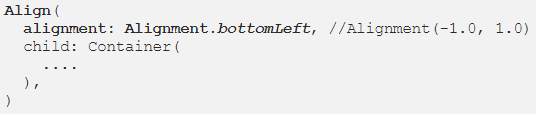 Align(
  alignment: Alignment.bottomLeft, //Alignment(-1.0, 1.0)
  child: Container(
    ....
  ),
)